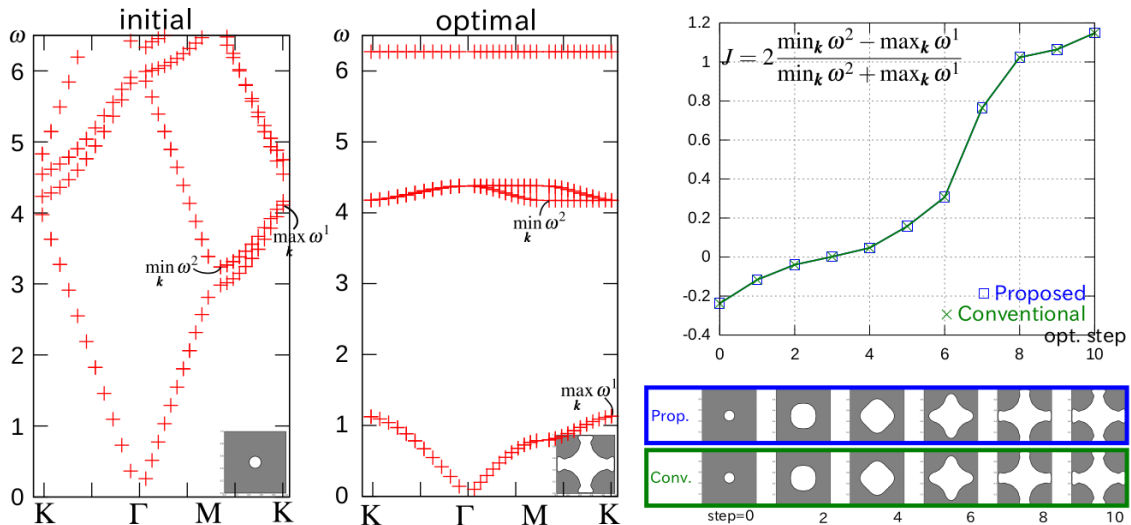 initial
ω
6
5
4
3
2
1
0
K
Γ
M
K
max ω¹
k
min ω²
k
optimal
ω
6
5
4
3
2
1
0
K
Γ
M
K
min ω²
k
max ω¹
k
1.2
1
0.8
0.6
0.4
0.2
0
-0.2
-0.4
0
2
4
6
8
10
J = 2 (min_k ω² − max_k ω¹) / (min_k ω² + max_k ω¹)
Proposed
Conventional
opt. step
Prop.
Conv.
step=0
2
4
6
8
10